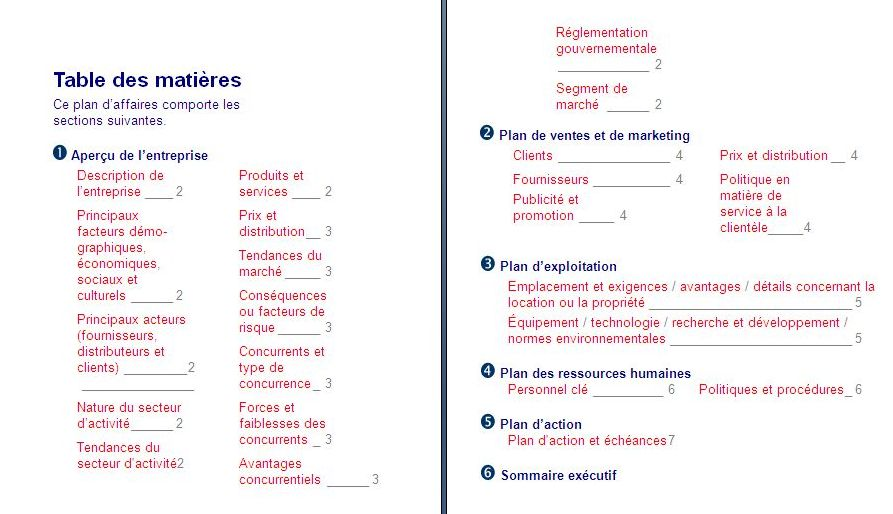 Table des matières
Ce plan d'affaires comporte les
sections suivantes.
❶ Aperçu de l'entreprise
Description de
l'entreprise ____ 2
Principaux
facteurs démo-
graphiques,
économiques,
sociaux et
culturels ______ 2
Principaux acteurs
(fournisseurs,
distributeurs et
clients) _________2
________________
Nature du secteur
d'activité______ 2
Tendances du
secteur d'activité2
Produits et
services ____ 2
Prix et
distribution__ 3
Tendances du
marché _____ 3
Conséquences
ou facteurs de
risque ______ 3
Concurrents et
type de
concurrence_ 3
Forces et
faiblesses des
concurrents _ 3
Avantages
concurrentiels ______ 3
Réglementation
gouvernementale
_____________ 2
Segment de
marché ______ 2
❷ Plan de ventes et de marketing
Clients ________________ 4
Fournisseurs ___________ 4
Publicité et
promotion _____ 4
Prix et distribution__ 4
Politique en
matière de
service à la
clientèle_____4
❸ Plan d'exploitation
Emplacement et exigences / avantages / détails concernant la
location ou la propriété _____________________________ 5
Équipement / technologie / recherche et développement /
normes environnementales __________________________ 5
❹ Plan des ressources humaines
Personnel clé __________ 6 Politiques et procédures_ 6
❺ Plan d'action
Plan d'action et échéances7
❻ Sommaire exécutif